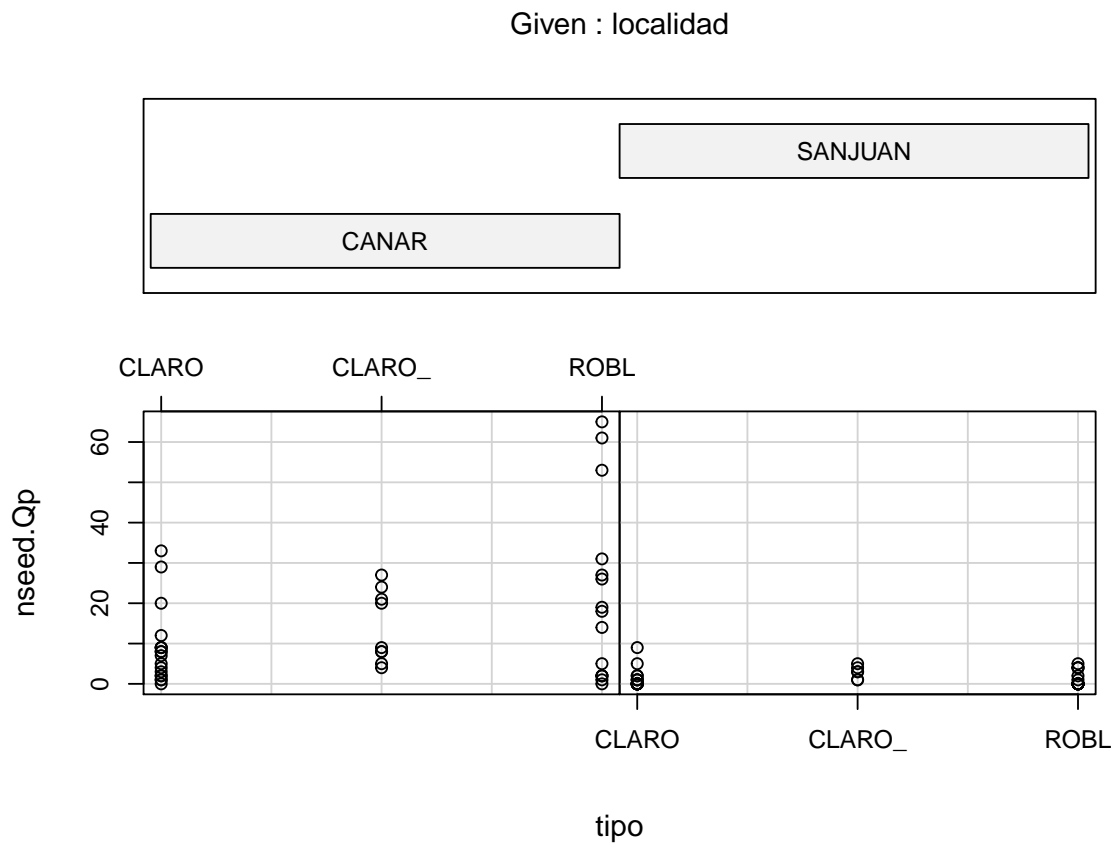 Given : localidad
SANJUAN
CANAR
CLARO CLARO_ ROBL
60
40
20
0
nseed.Qp
CLARO CLARO_ ROBL
tipo